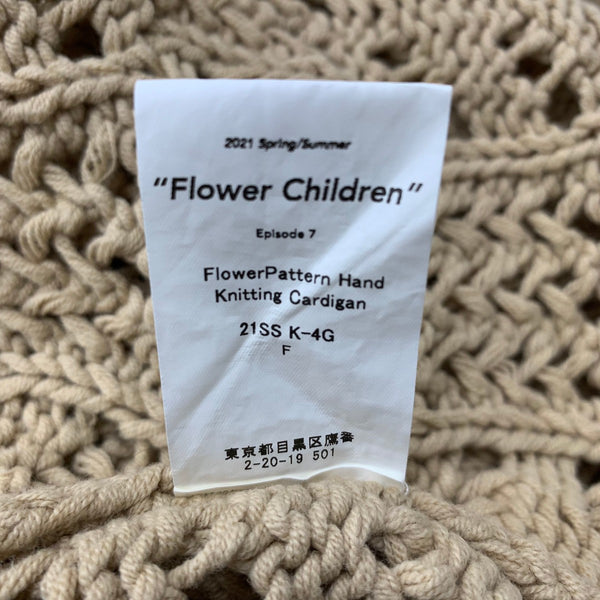 2021 Spring/Summer
"Flower Children"
Episode 7
FlowerPattern Hand
Knitting Cardigan
21SS K-4G
F
東京都目黒区鷹番
2-20-19 501